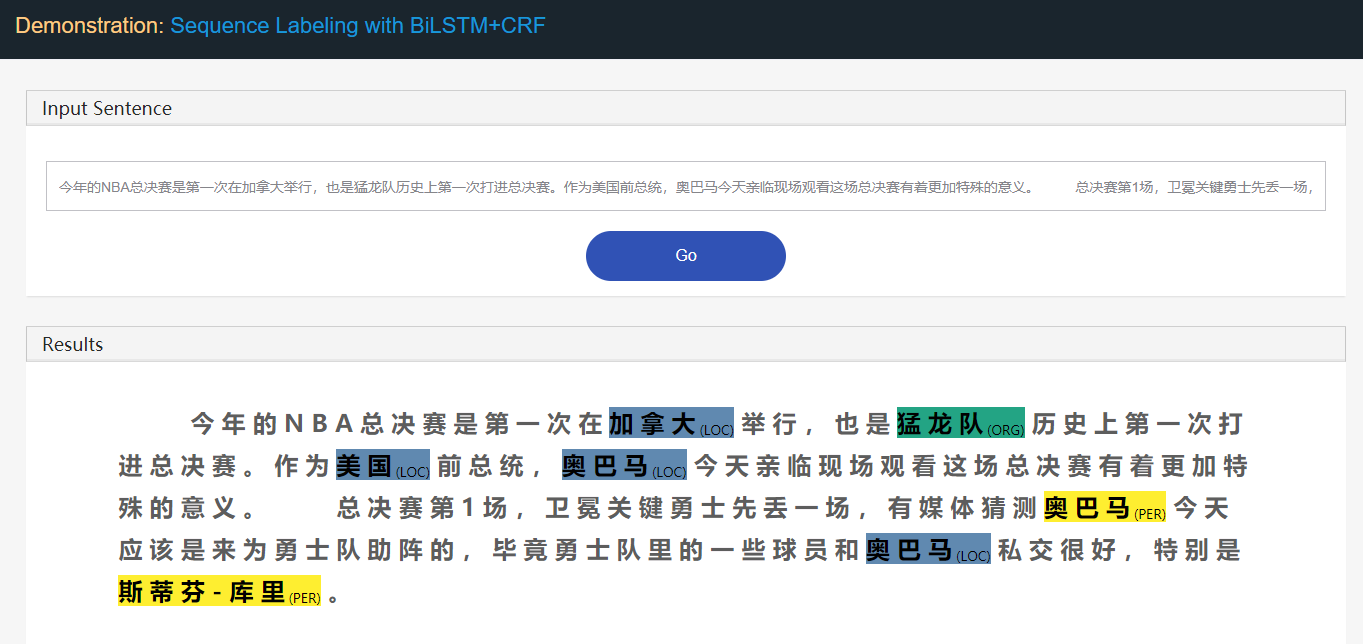 Demonstration: Sequence Labeling with BiLSTM+CRF
Input Sentence
今年的NBA总决赛是第一次在加拿大举行，也是猛龙队历史上第一次打进总决赛。作为美国前总统，奥巴马今天亲临现场观看这场总决赛有着更加特殊的意义。 总决赛第1场，卫冕关键勇士先丢一场，
Go
Results
今年的NBA总决赛是第一次在加拿大(LOC)举行，也是猛龙队(ORG)历史上第一次打
进总决赛。作为美国(LOC)前总统，奥巴马(LOC)今天亲临现场观看这场总决赛有着更加特
殊的意义。 总决赛第1场，卫冕关键勇士先丢一场，有媒体猜测奥巴马(PER)今天
应该是来为勇士队助阵的，毕竟勇士队里的一些球员和奥巴马(LOC)私交很好，特别是
斯蒂芬-库里(PER)。